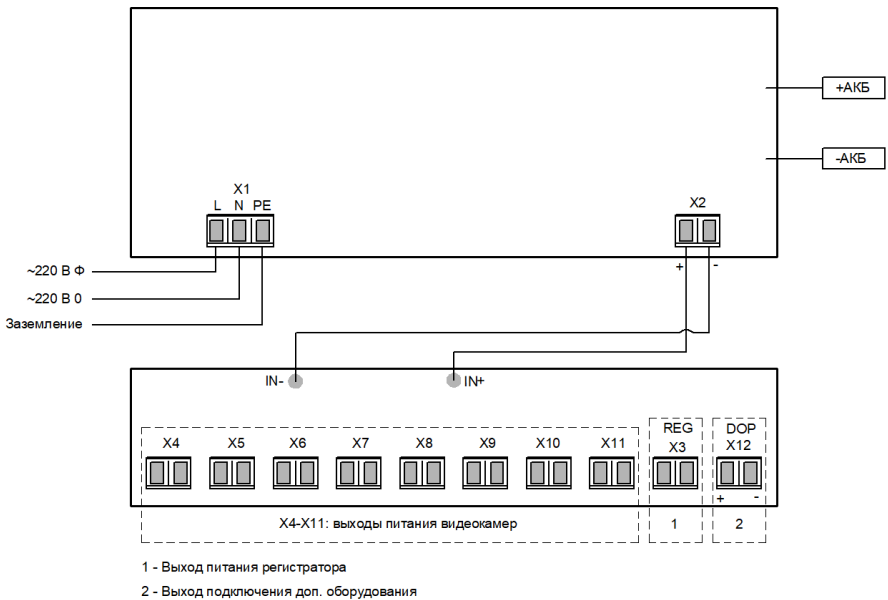 +АКБ
-АКБ
X1
L N PE
X2
+ -
~220 В Ф
~220 В 0
Заземление
IN- IN+
REG DOP
X4 X5 X6 X7 X8 X9 X10 X11 X3 X12
+ -
X4-X11: выходы питания видеокамер 1 2
1 - Выход питания регистратора
2 - Выход подключения доп. оборудования